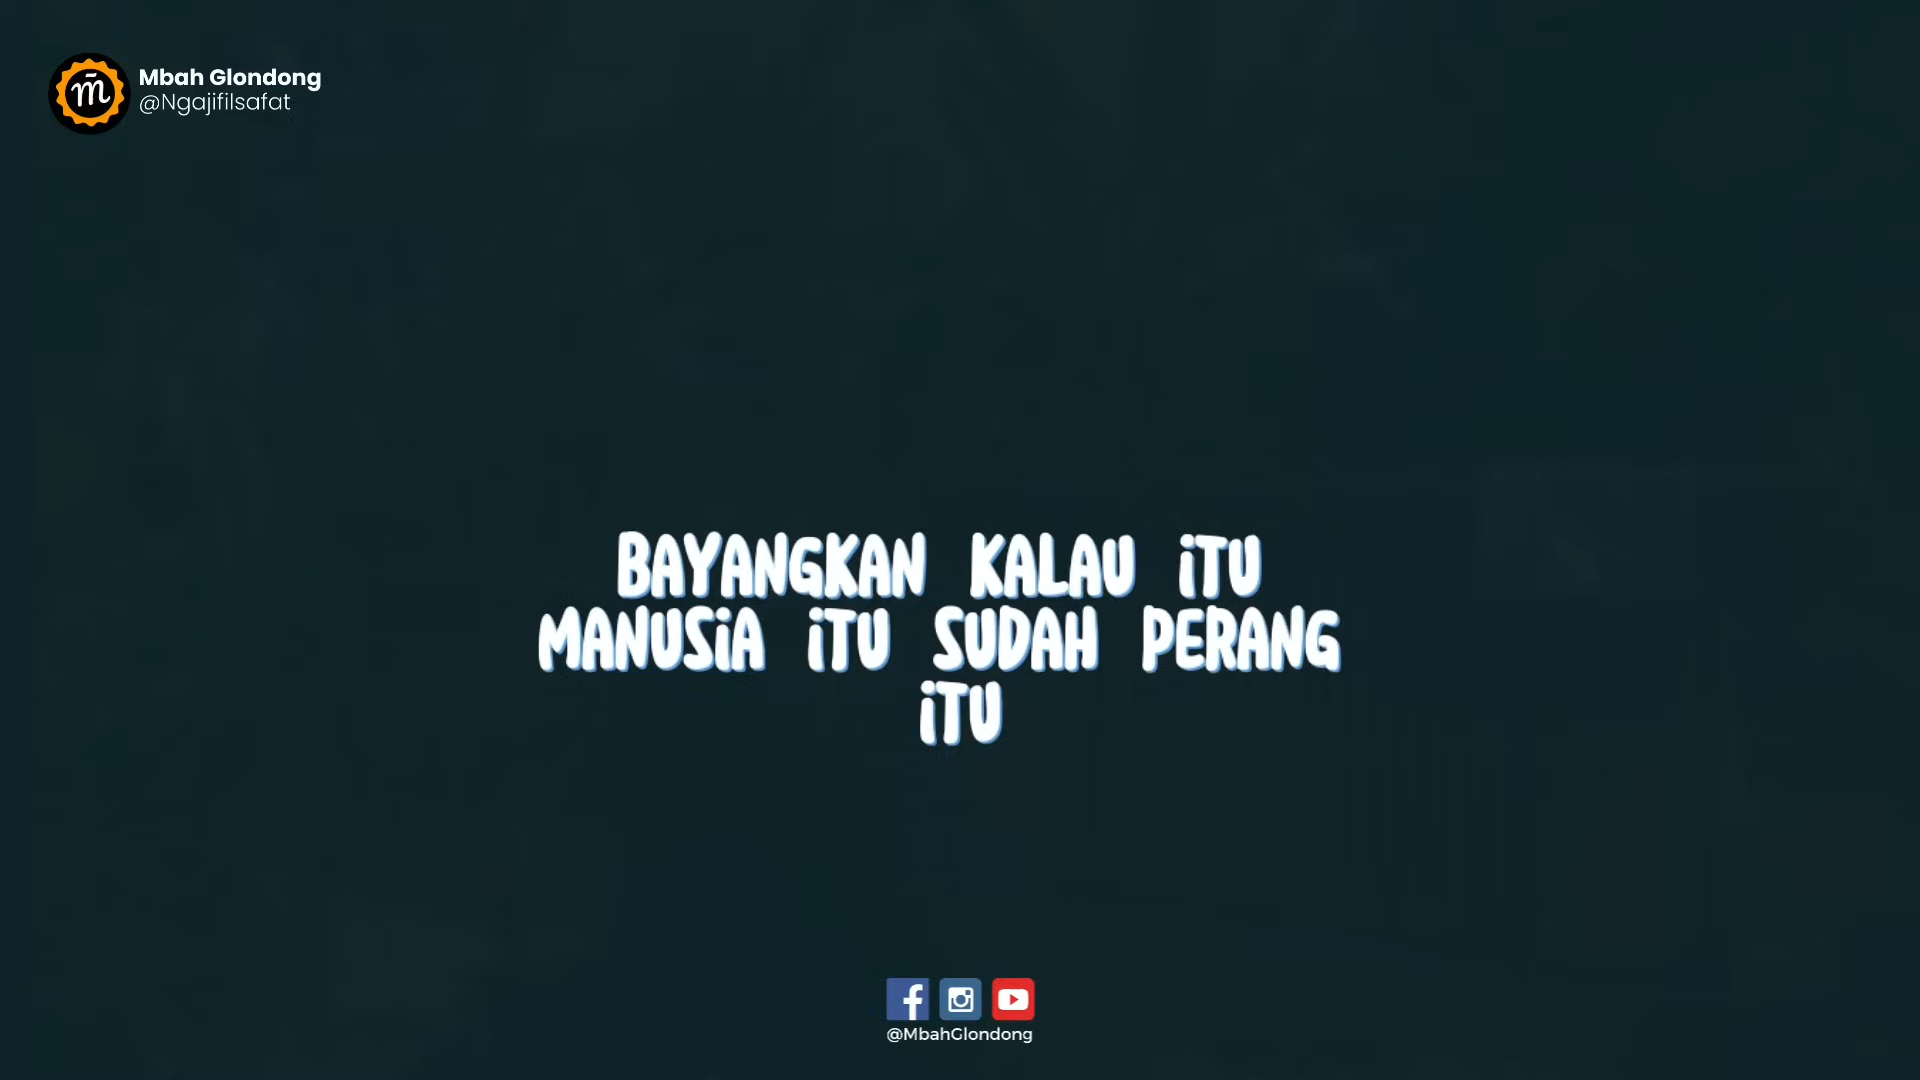 Mbah Glondong
@Ngajifilsafat
BAYANGKAN KALAU iTU
MANUSiA iTU SUDAH PERANG
iTU
@MbahGlondong